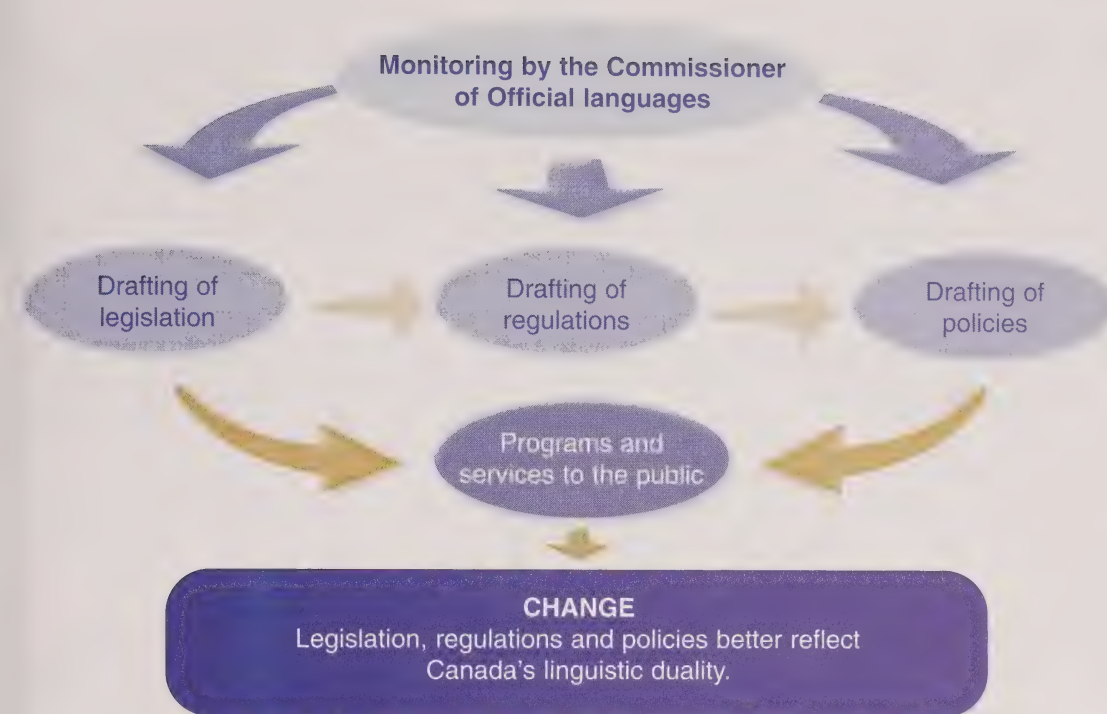 Monitoring by the Commissioner
of Official languages
Drafting of
legislation
Drafting of
regulations
Drafting of
policies
Programs and
services to the public
CHANGE
Legislation, regulations and policies better reflect
Canada's linguistic duality.